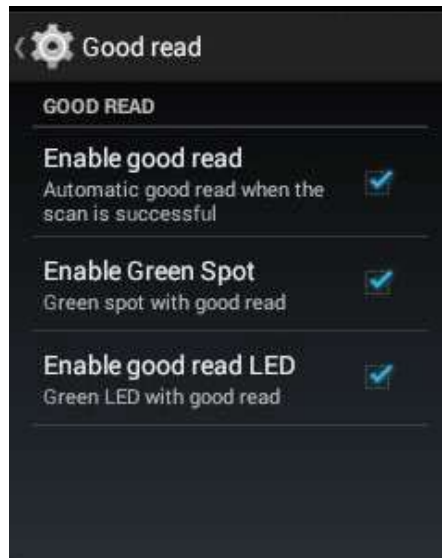 Good read
GOOD READ
Enable good read
Automatic good read when the
scan is successful
Enable Green Spot
Green spot with good read
Enable good read LED
Green LED with good read